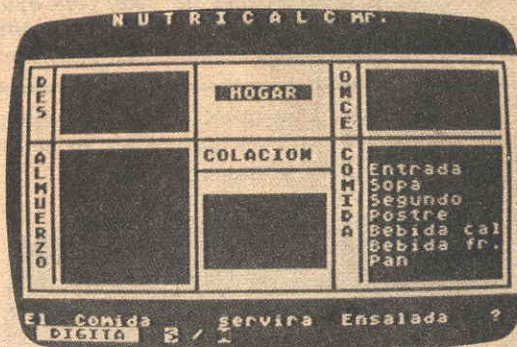 NUTRICALC MR.
DES
HOGAR
ONCE
ALMUERZO
COLACION
COMIDA
Entrada
Sopa
Segundo
Postre
Bebida cal
Bebida fr.
Pan
El Comida servira Ensalada ?
DIGITA /